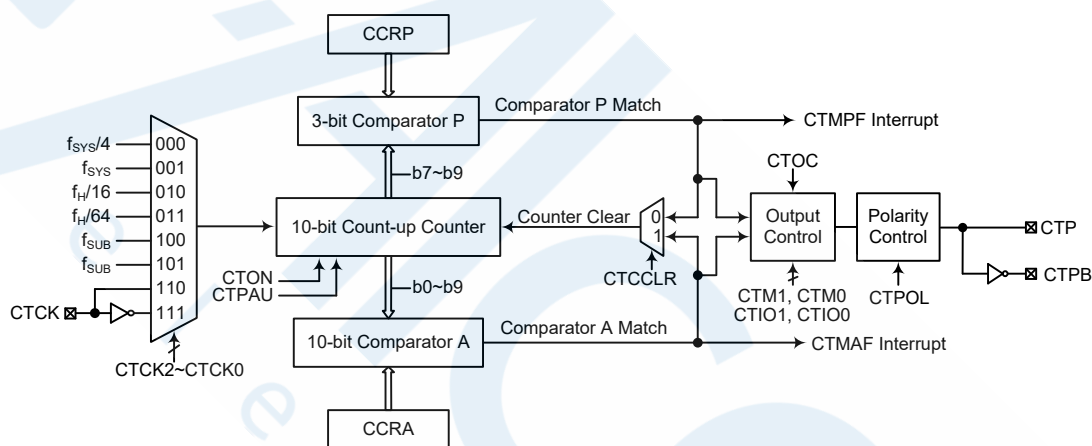 CCRP
3-bit Comparator P
Comparator P Match
CTMPF Interrupt
b7~b9
fSYS/4
000
fSYS
001
fH/16
010
fH/64
011
fSUB
100
fSUB
101
110
CTCK
111
CTCK2~CTCK0
10-bit Count-up Counter
Counter Clear
0
1
CTCCLR
CTON
CTPAU
b0~b9
CTOC
Output
Control
CTM1, CTM0
CTIO1, CTIO0
Polarity
Control
CTPOL
CTP
CTPB
10-bit Comparator A
Comparator A Match
CTMAF Interrupt
CCRA
e
e